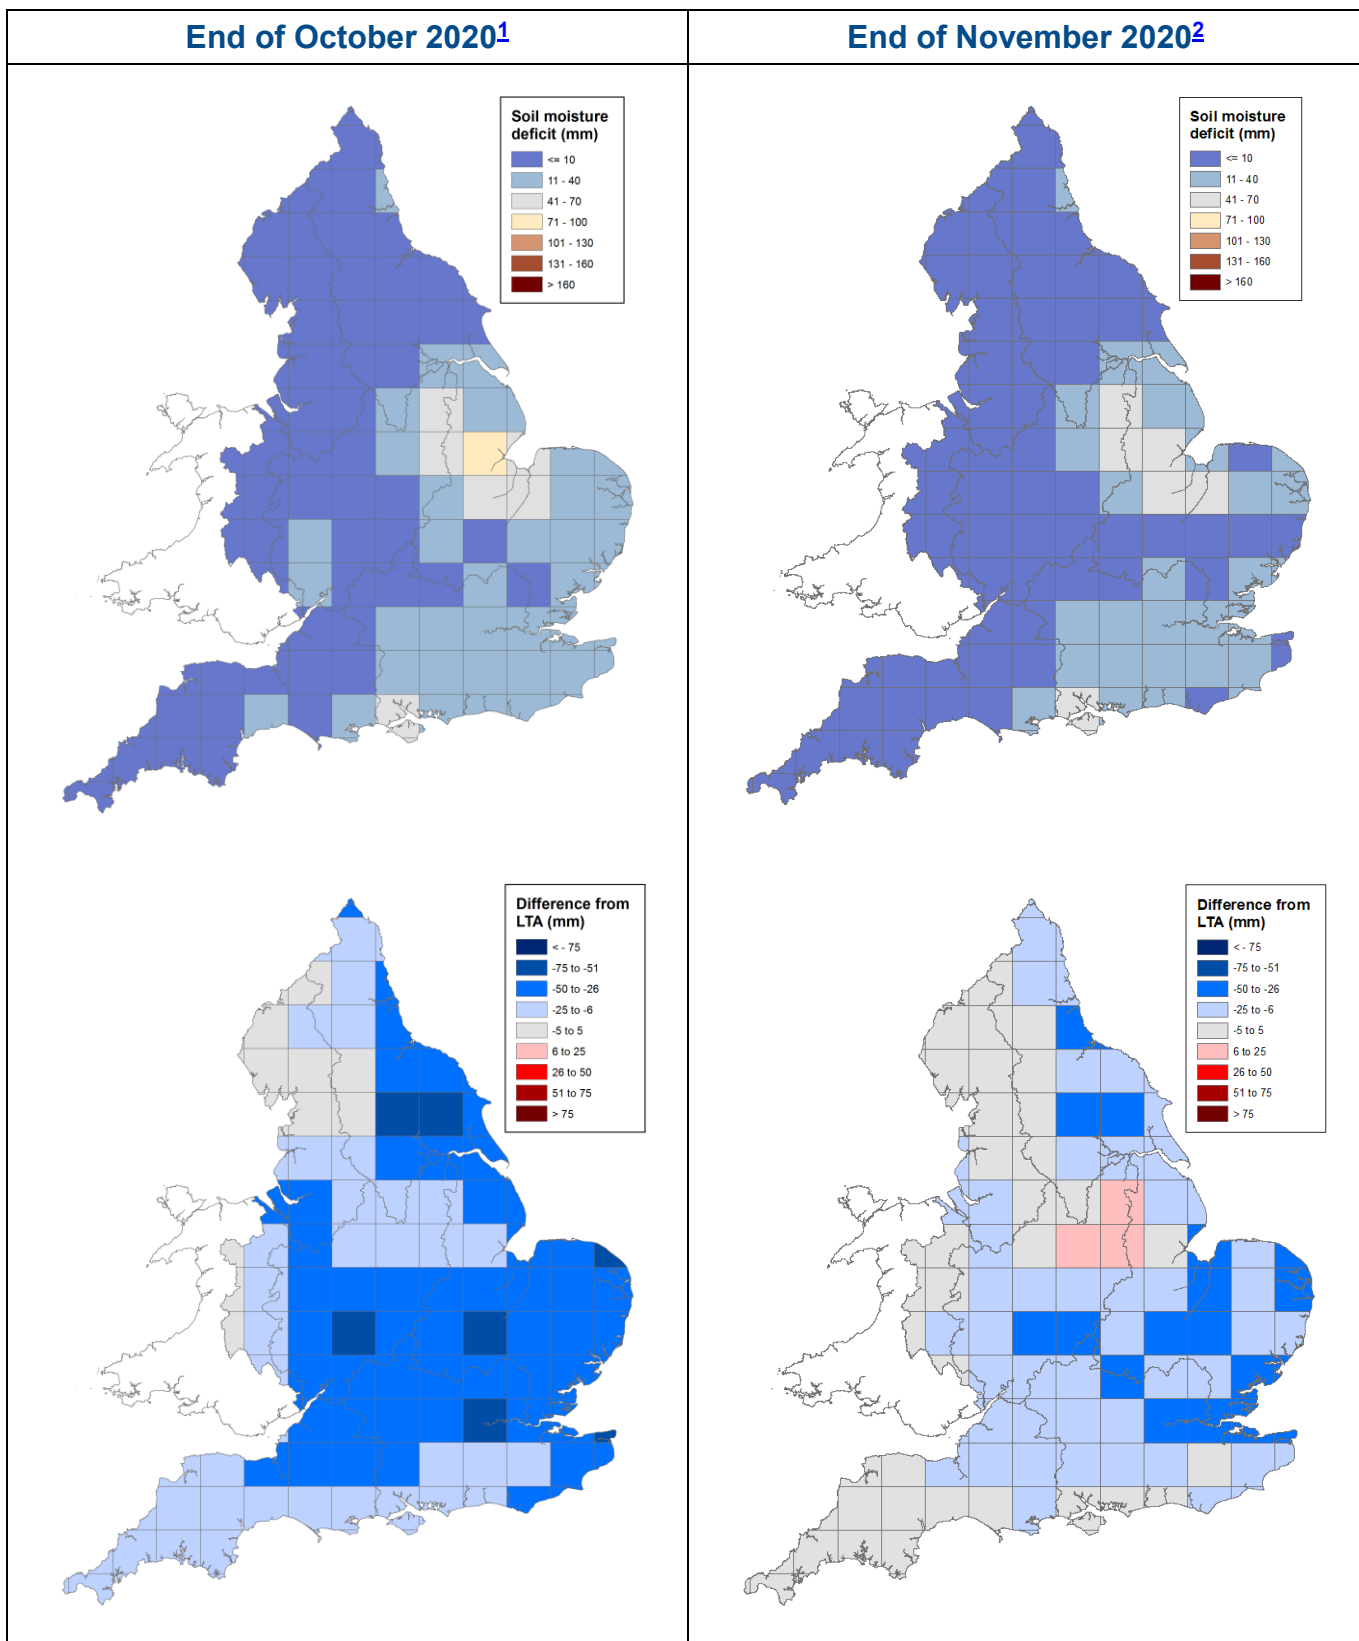 End of October 2020¹
End of November 2020²
Soil moisture
deficit (mm)
<= 10
11 - 40
41 - 70
71 - 100
101 - 130
131 - 160
> 160
Soil moisture
deficit (mm)
<= 10
11 - 40
41 - 70
71 - 100
101 - 130
131 - 160
> 160
Difference from
LTA (mm)
< - 75
-75 to -51
-50 to -26
-25 to -6
-5 to 5
6 to 25
26 to 50
51 to 75
> 75
Difference from
LTA (mm)
< - 75
-75 to -51
-50 to -26
-25 to -6
-5 to 5
6 to 25
26 to 50
51 to 75
> 75